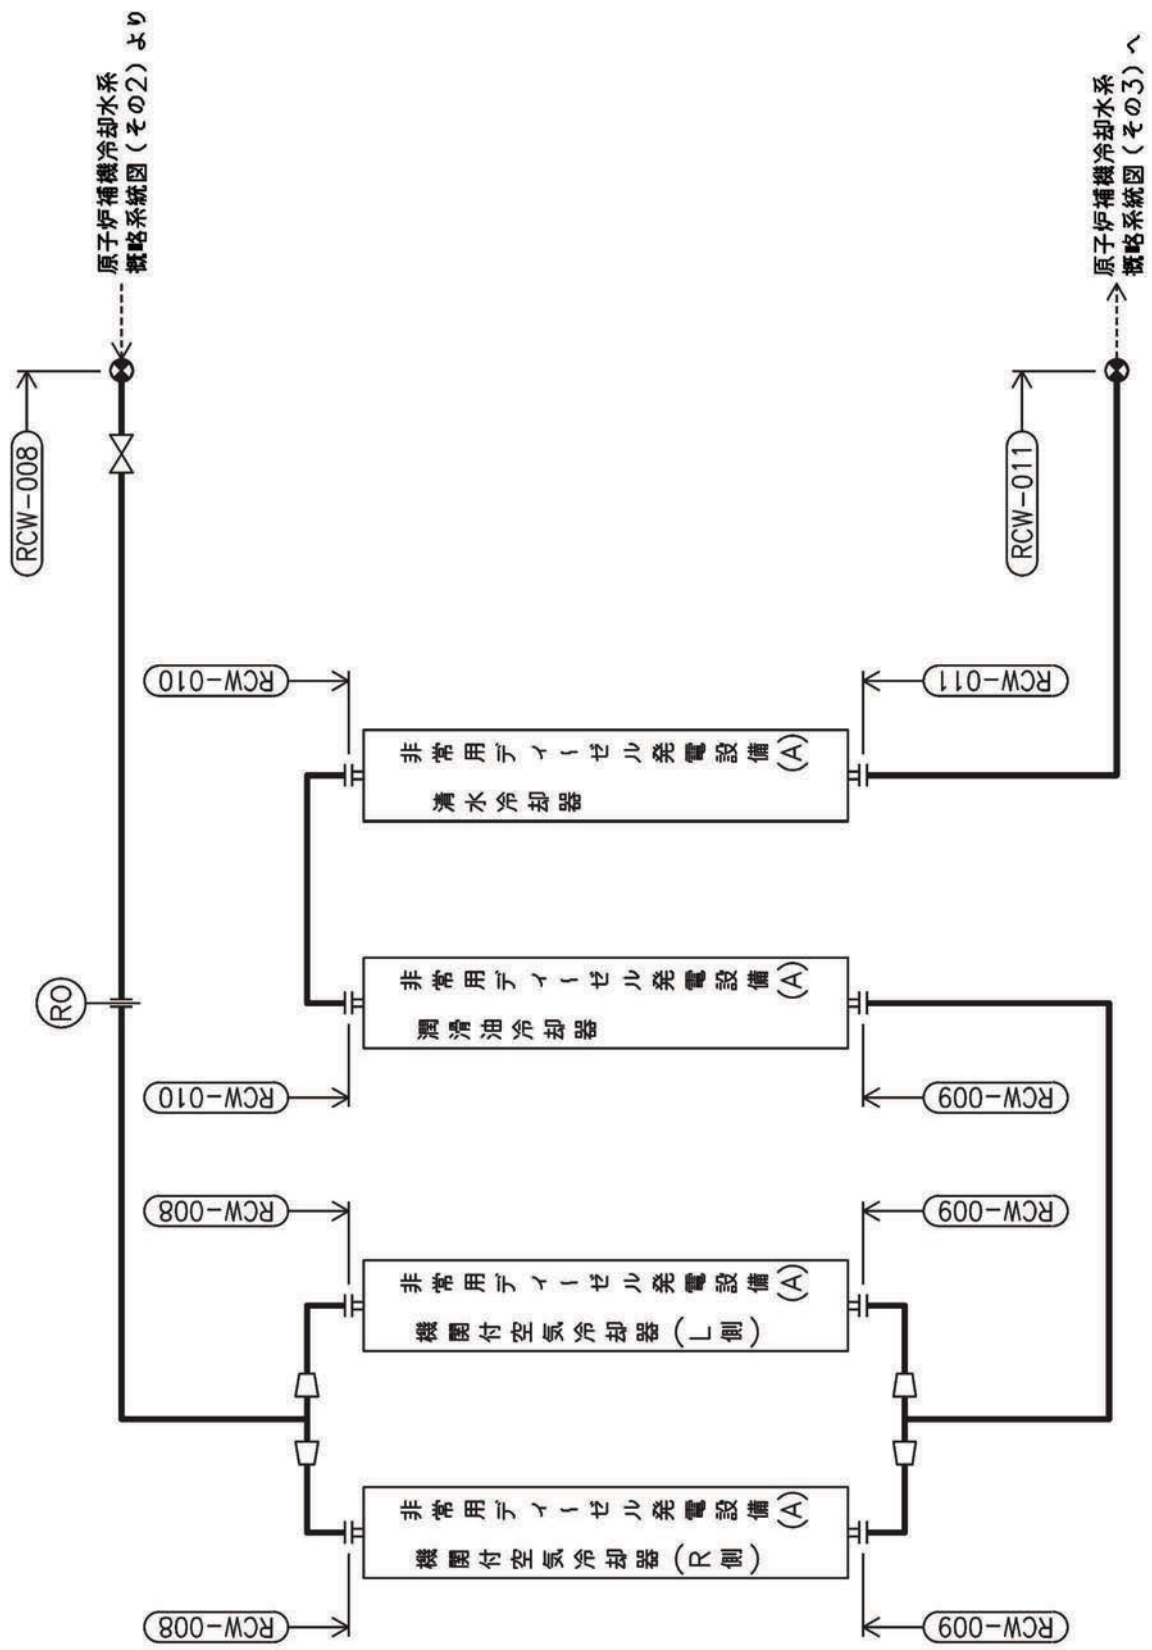 原子炉補機冷却水系
概略系統図（その2）より
RCW-008
RO
RCW-010
非常用ディーゼル発電設備(A)
清水冷却器
RCW-011
RCW-010
非常用ディーゼル発電設備(A)
潤滑油冷却器
RCW-009
RCW-008
非常用ディーゼル発電設備(A)
機関付空気冷却器(L側)
RCW-009
RCW-008
非常用ディーゼル発電設備(A)
機関付空気冷却器(R側)
RCW-009
RCW-011
原子炉補機冷却水系
概略系統図（その3）へ